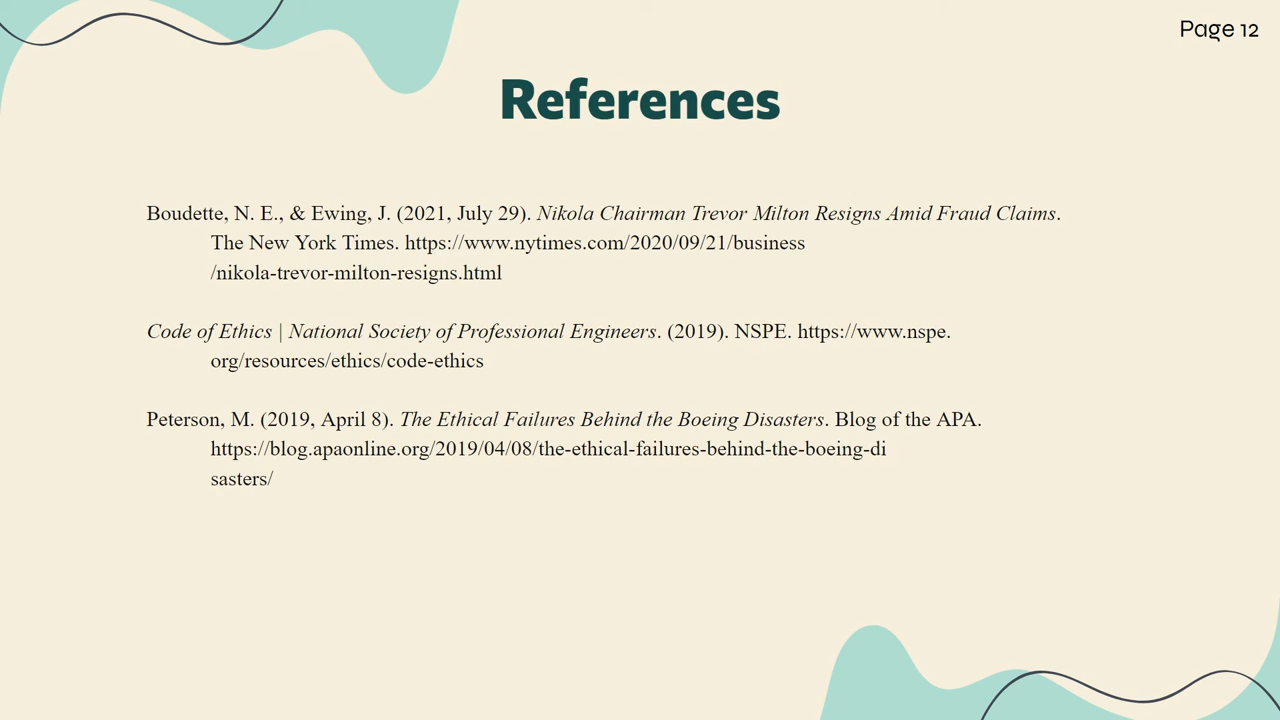 Page 12
References
Boudette, N. E., & Ewing, J. (2021, July 29). Nikola Chairman Trevor Milton Resigns Amid Fraud Claims.
The New York Times. https://www.nytimes.com/2020/09/21/business
/nikola-trevor-milton-resigns.html
Code of Ethics | National Society of Professional Engineers. (2019). NSPE. https://www.nspe.
org/resources/ethics/code-ethics
Peterson, M. (2019, April 8). The Ethical Failures Behind the Boeing Disasters. Blog of the APA.
https://blog.apaonline.org/2019/04/08/the-ethical-failures-behind-the-boeing-di
sasters/